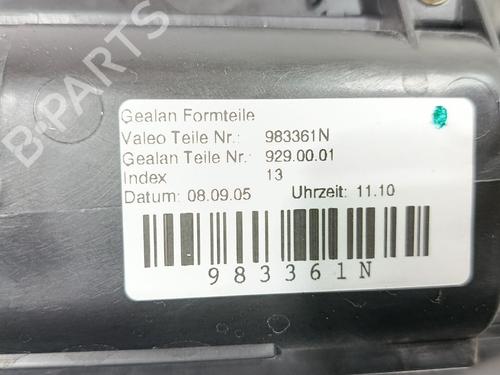 B-PARTS
Gealan Formteile
Valeo Teile Nr.: 983361N
Gealan Teile Nr.: 929.00.01
Index 13
Datum: 08.09.05 Uhrzeit: 11.10
983361N